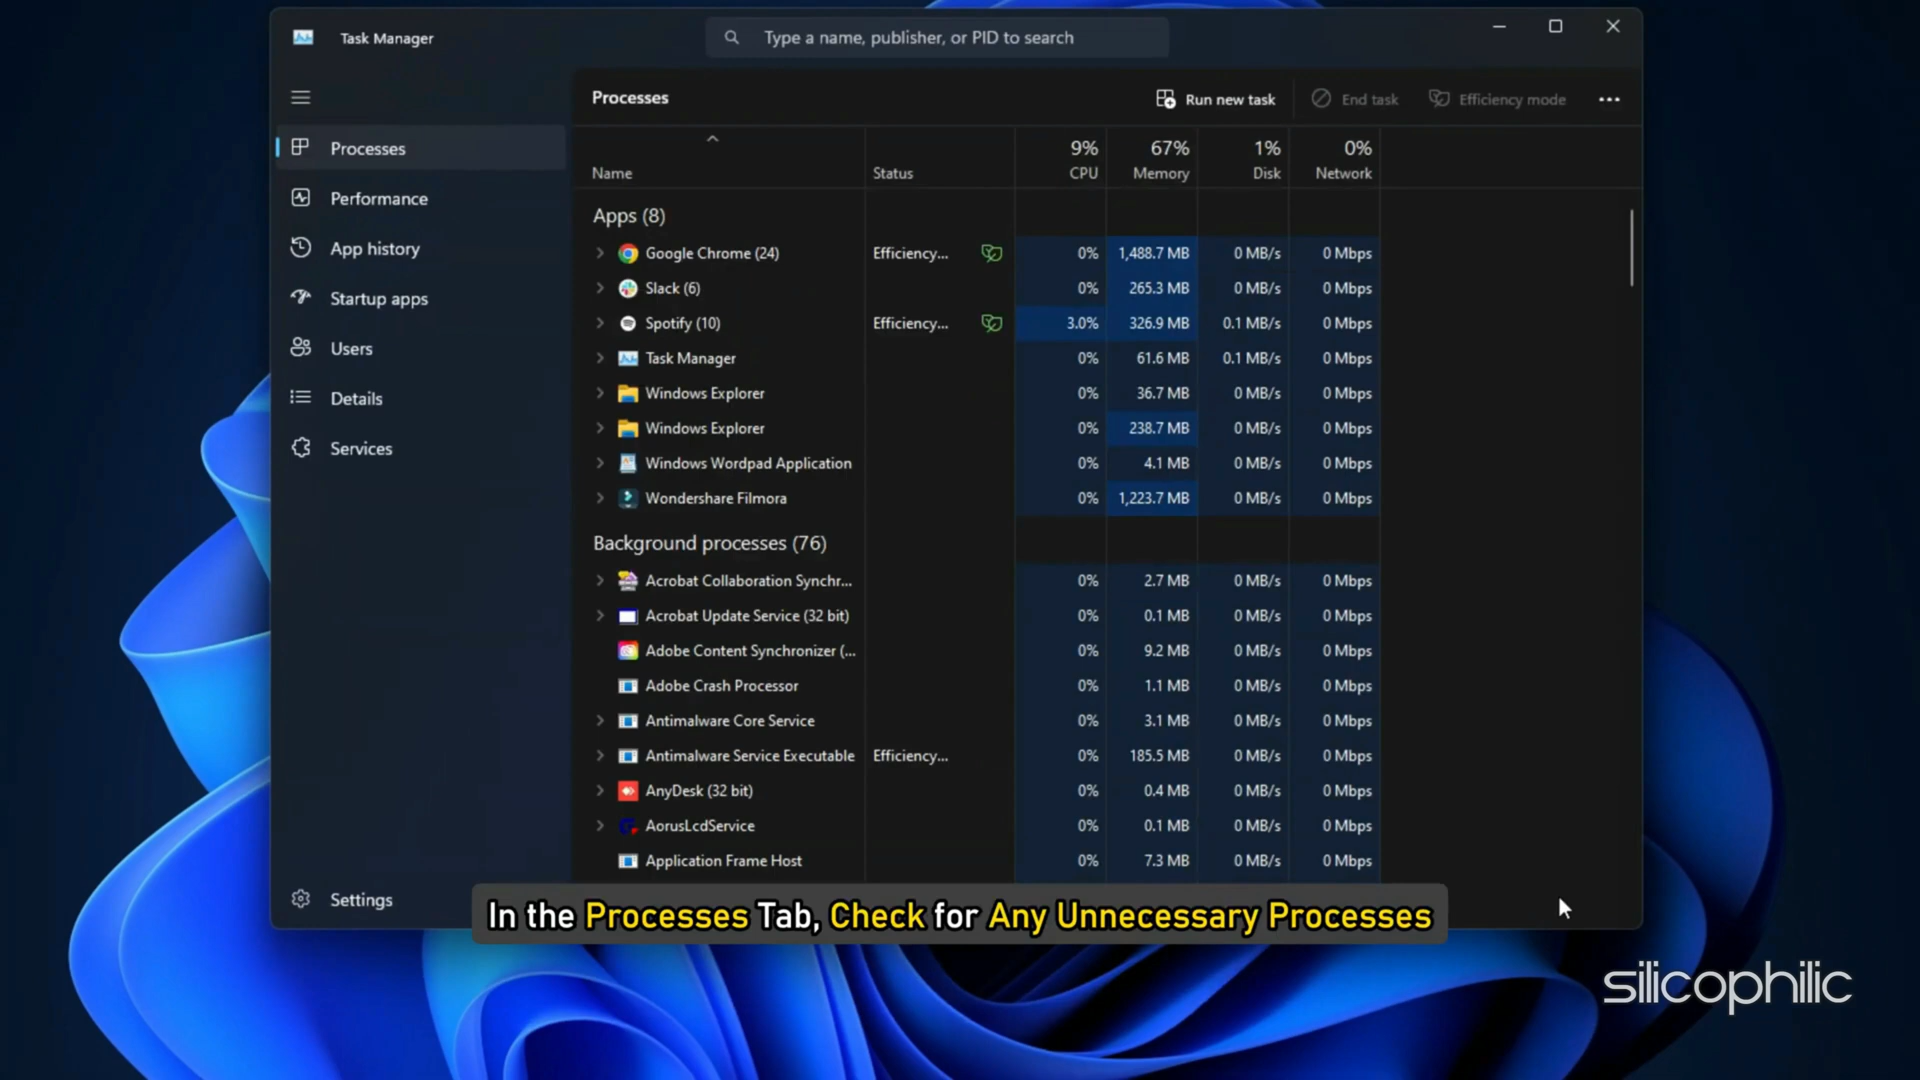 Task Manager
Type a name, publisher, or PID to search
Processes
Run new task
End task
Efficiency mode
Processes
Performance
App history
Startup apps
Users
Details
Services
Settings
9% 67% 1% 0%
Name Status CPU Memory Disk Network
Apps (8)
Google Chrome (24) Efficiency... 0% 1,488.7 MB 0 MB/s 0 Mbps
Slack (6) 0% 265.3 MB 0 MB/s 0 Mbps
Spotify (10) Efficiency... 3.0% 326.9 MB 0.1 MB/s 0 Mbps
Task Manager 0% 61.6 MB 0.1 MB/s 0 Mbps
Windows Explorer 0% 36.7 MB 0 MB/s 0 Mbps
Windows Explorer 0% 238.7 MB 0 MB/s 0 Mbps
Windows Wordpad Application 0% 4.1 MB 0 MB/s 0 Mbps
Wondershare Filmora 0% 1,223.7 MB 0 MB/s 0 Mbps
Background processes (76)
Acrobat Collaboration Synchr... 0% 2.7 MB 0 MB/s 0 Mbps
Acrobat Update Service (32 bit) 0% 0.1 MB 0 MB/s 0 Mbps
Adobe Content Synchronizer (... 0% 9.2 MB 0 MB/s 0 Mbps
Adobe Crash Processor 0% 1.1 MB 0 MB/s 0 Mbps
Antimalware Core Service 0% 3.1 MB 0 MB/s 0 Mbps
Antimalware Service Executable Efficiency... 0% 185.5 MB 0 MB/s 0 Mbps
AnyDesk (32 bit) 0% 0.4 MB 0 MB/s 0 Mbps
AorusLcdService 0% 0.1 MB 0 MB/s 0 Mbps
Application Frame Host 0% 7.3 MB 0 MB/s 0 Mbps
In the Processes Tab, Check for Any Unnecessary Processes
silicophilic